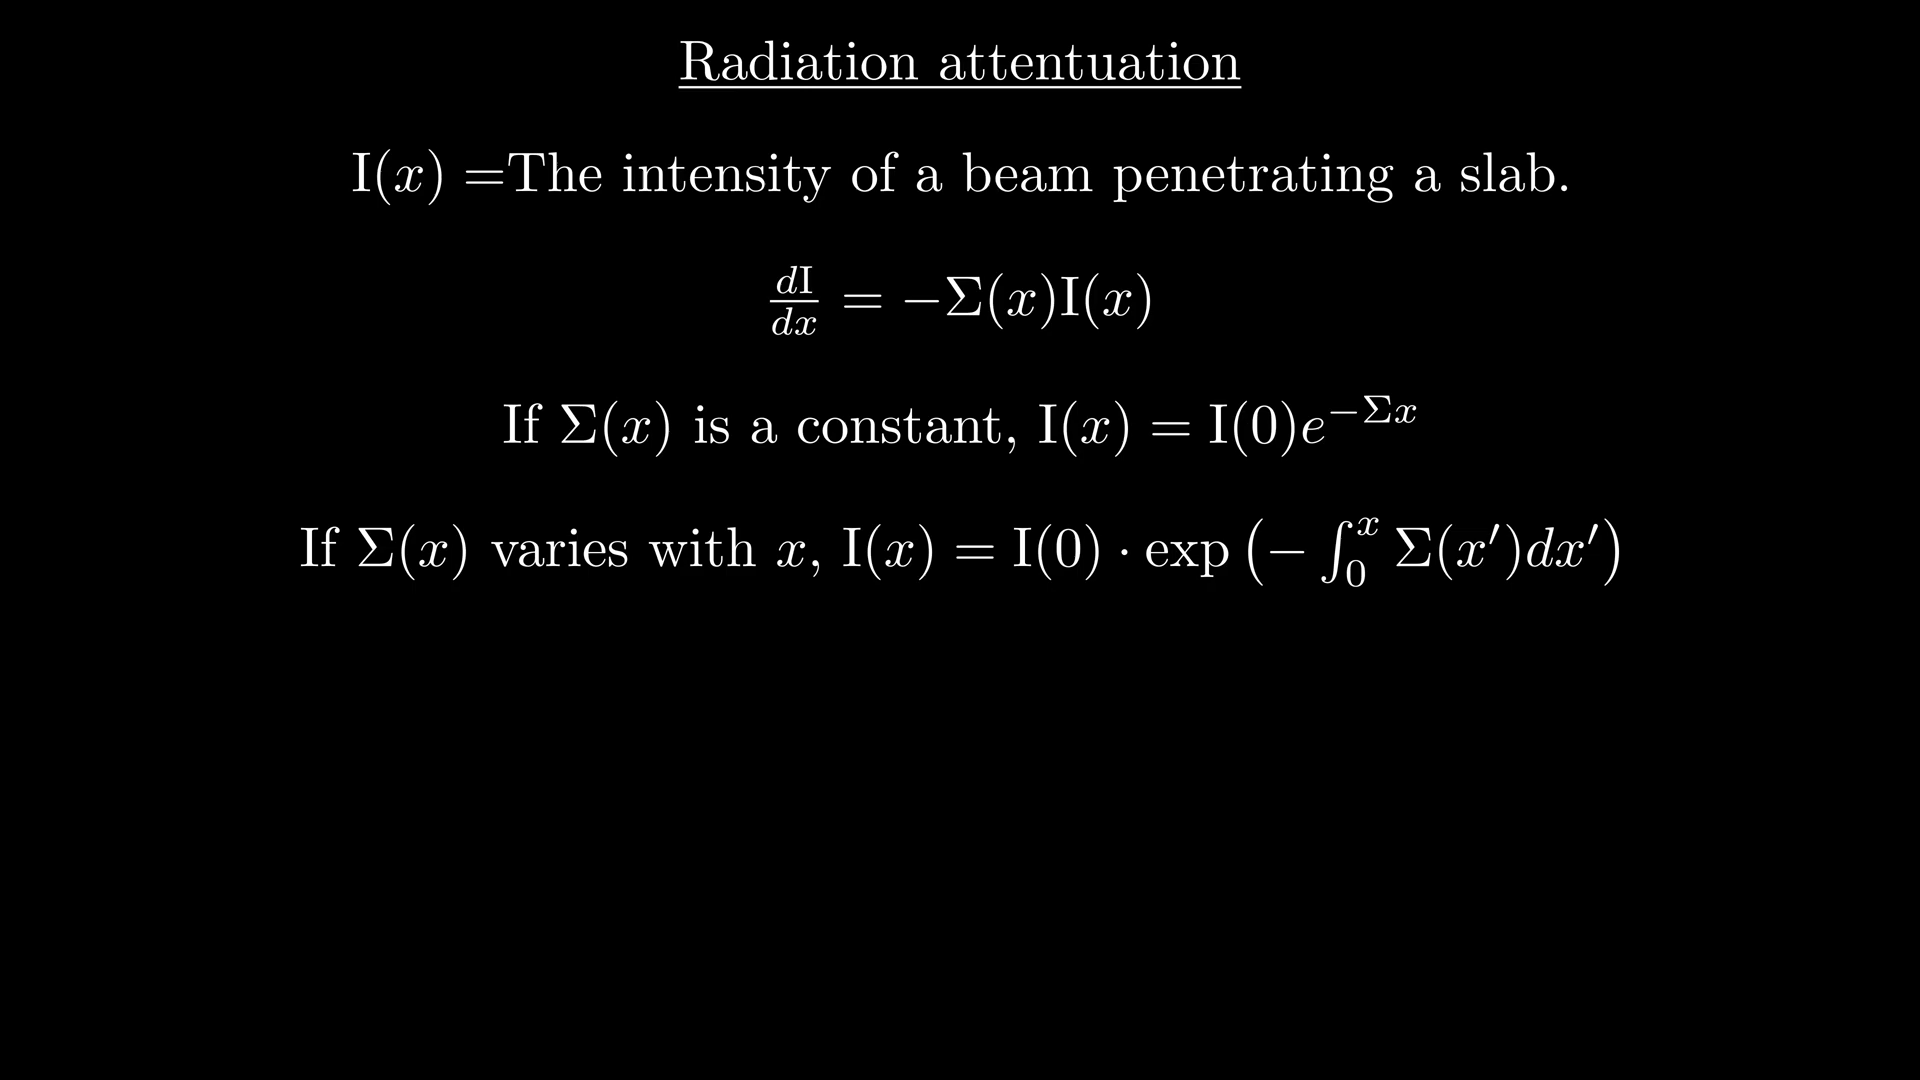 Radiation attentuation
I(x) =The intensity of a beam penetrating a slab.
dI/dx = −Σ(x)I(x)
If Σ(x) is a constant, I(x) = I(0)e^{−Σx}
If Σ(x) varies with x, I(x) = I(0) · exp (− ∫_0^x Σ(x′)dx′)